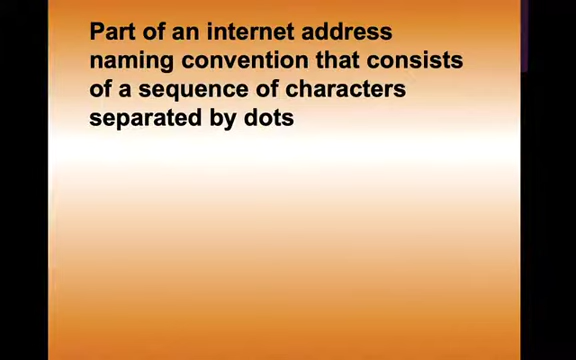 Part of an internet address
naming convention that consists
of a sequence of characters
separated by dots